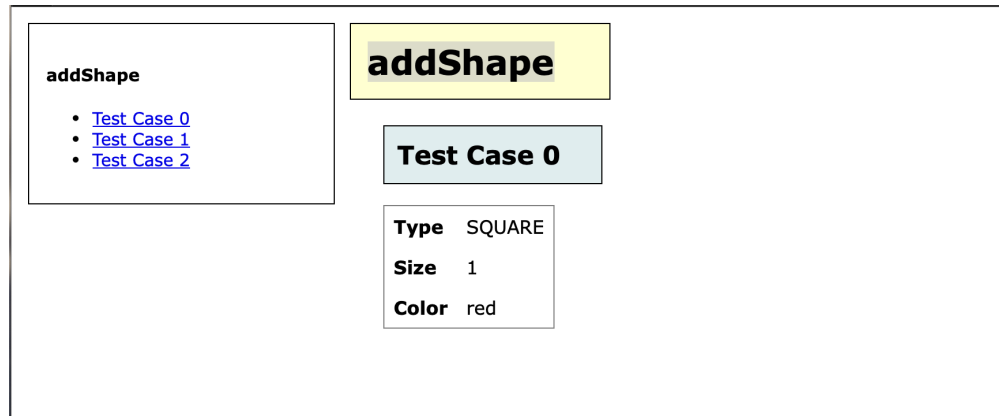 addShape
Test Case 0
Test Case 1
Test Case 2
addShape
Test Case 0
Type SQUARE
Size 1
Color red